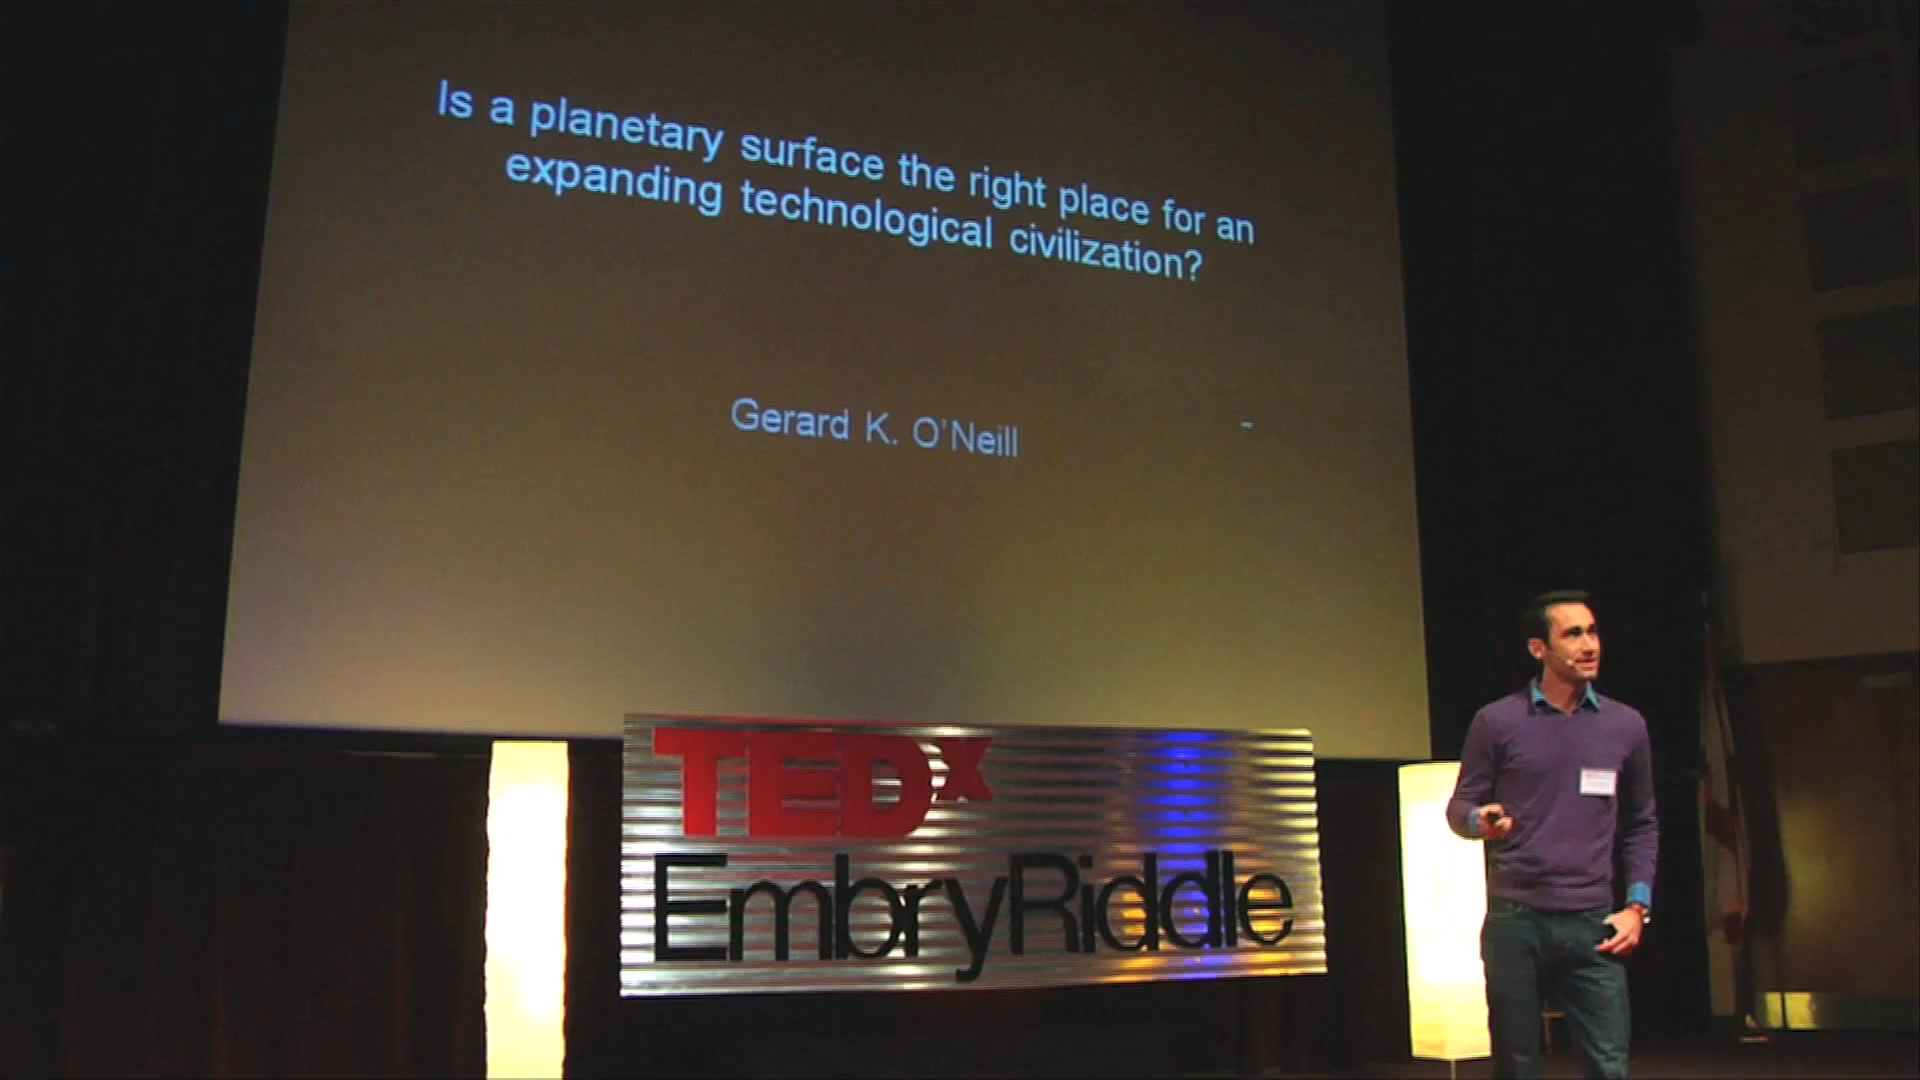 Is a planetary surface the right place for an
expanding technological civilization?
Gerard K. O'Neill
-
TEDx
EmbryRiddle